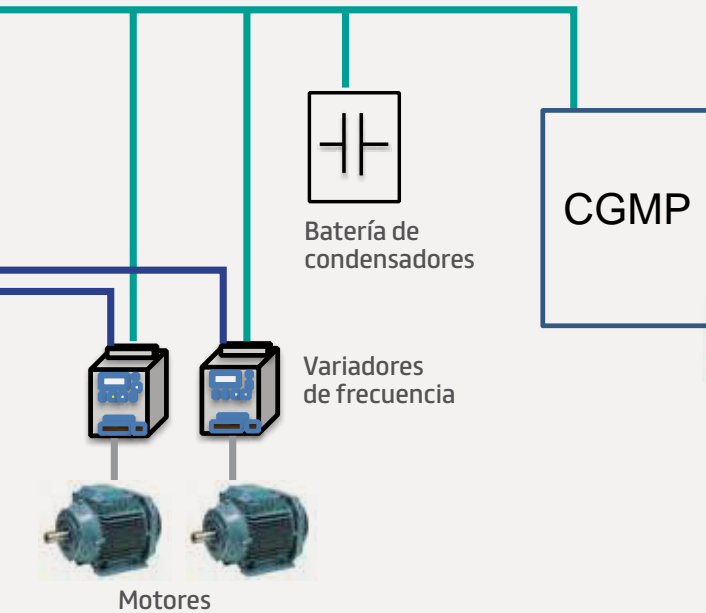 CGMP
Batería de
condensadores
Variadores
de frecuencia
Motores